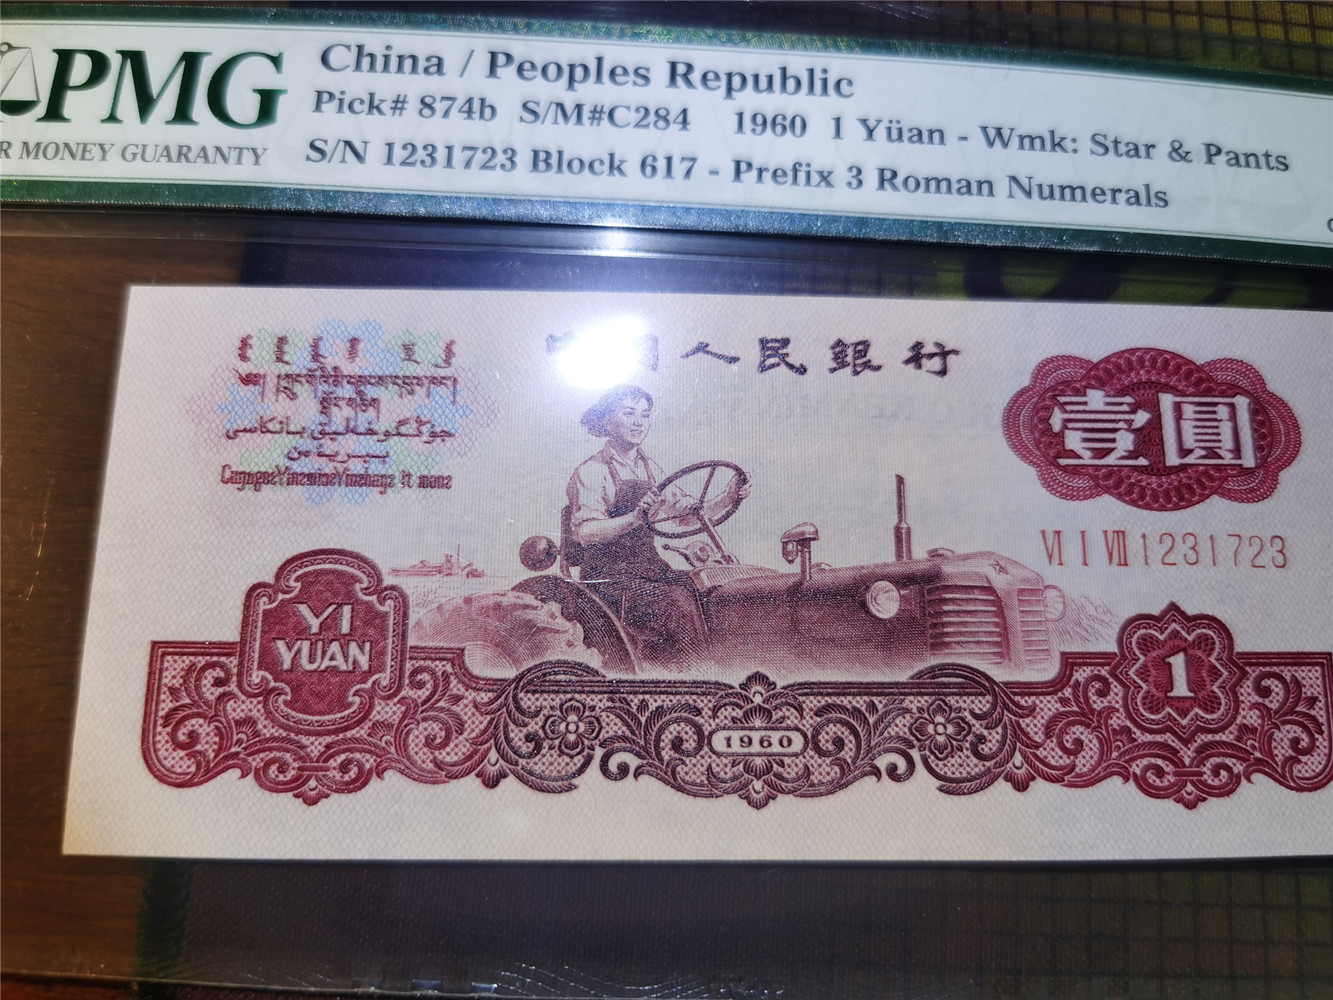 PMG
China / Peoples Republic
Pick# 874b S/M#C284 1960 1 Yüan - Wmk: Star & Pants
R MONEY GUARANTY
S/N 1231723 Block 617 - Prefix 3 Roman Numerals
人民銀行
壹圓
Ⅵ Ⅰ Ⅶ 1231723
YI
YUAN
1
1960